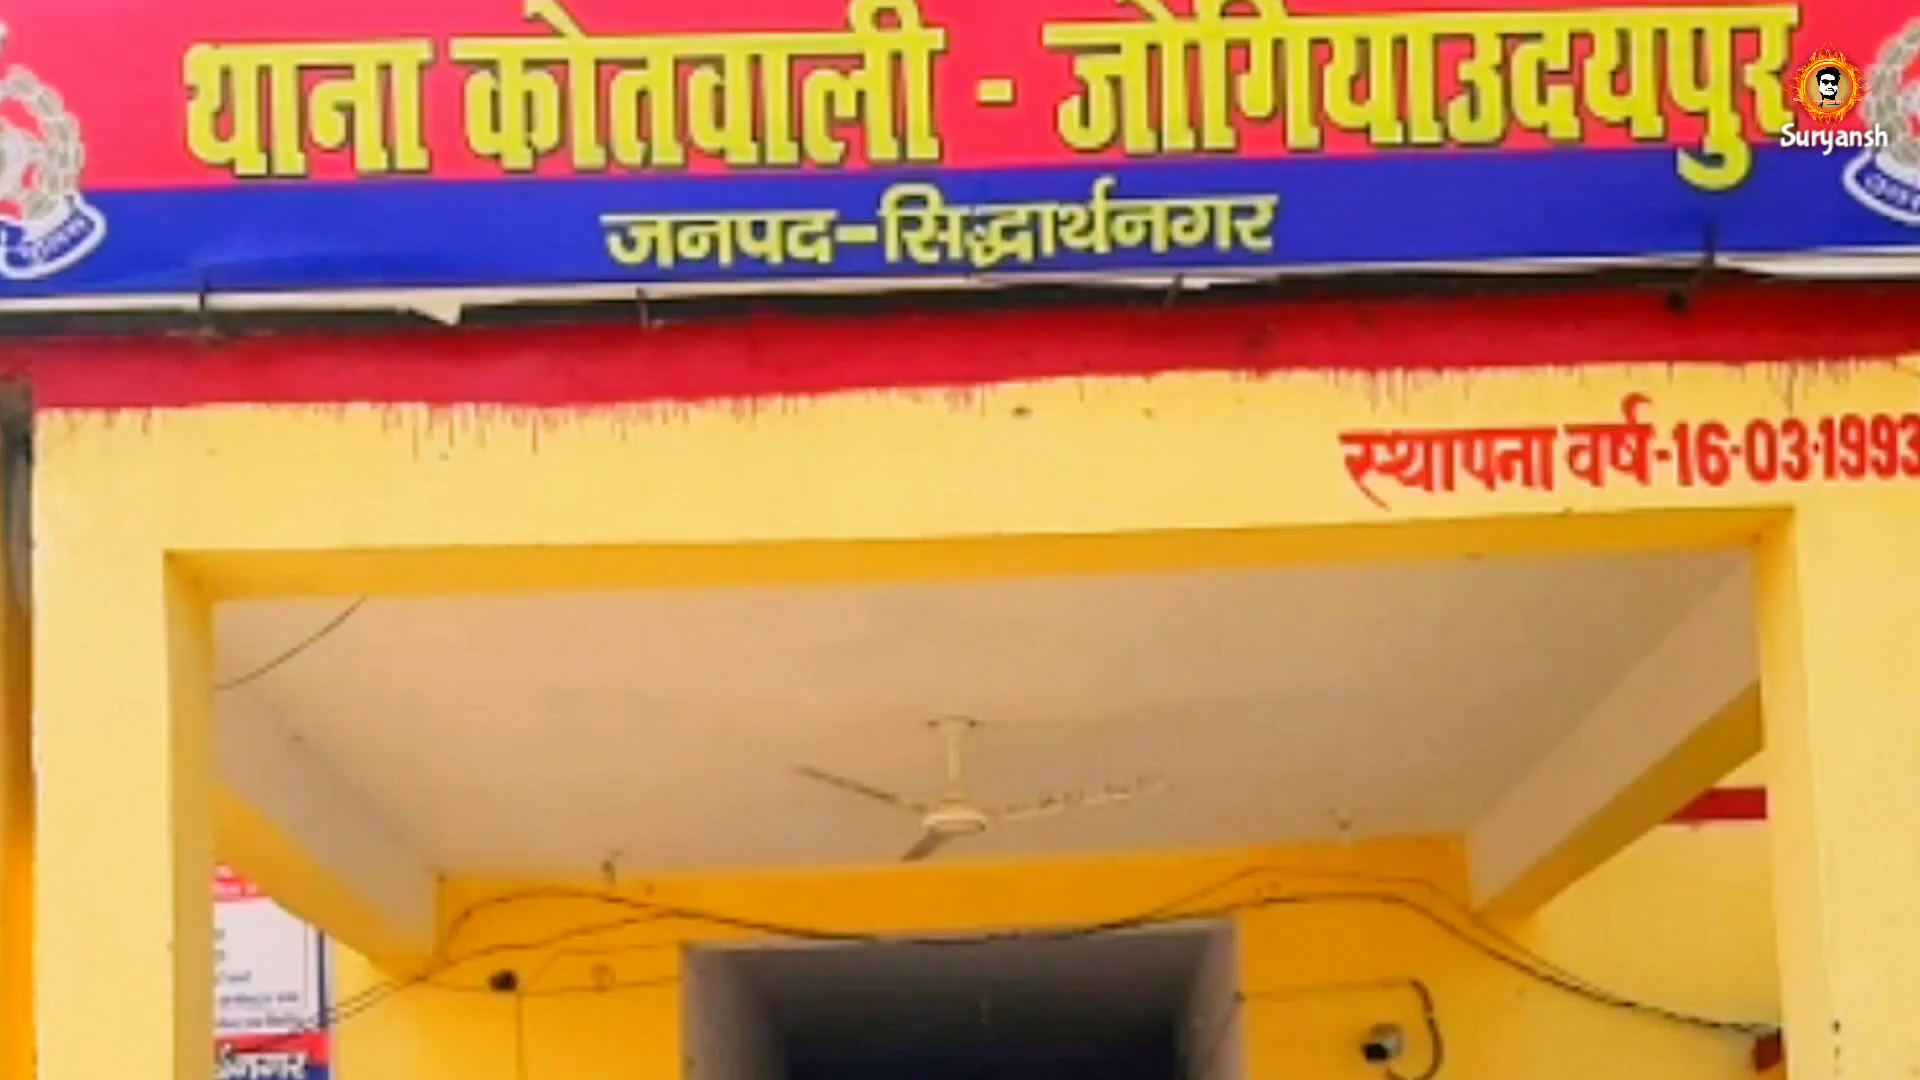 थाना कोतवाली - जोगियाउदयपुर
Suryansh
जनपद-सिद्धार्थनगर
स्थापना वर्ष-16-03-1993